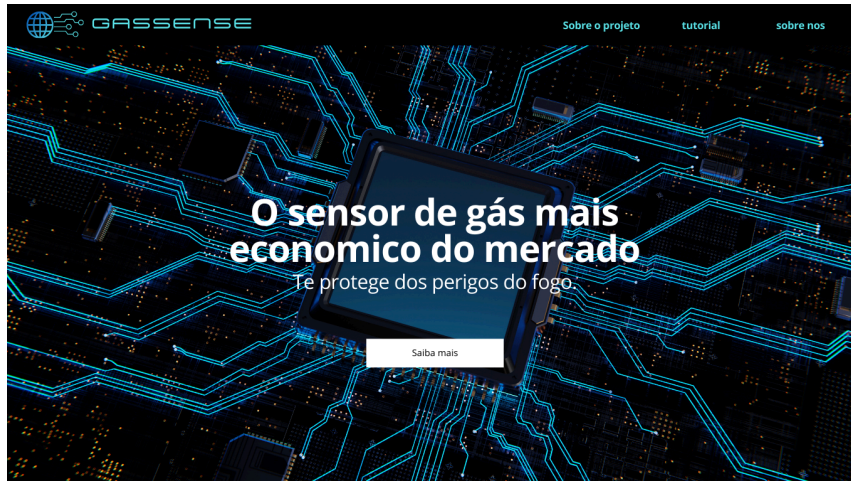 GASSENSE
Sobre o projeto
tutorial
sobre nos
O sensor de gás mais
economico do mercado
Te protege dos perigos do fogo.
Saiba mais